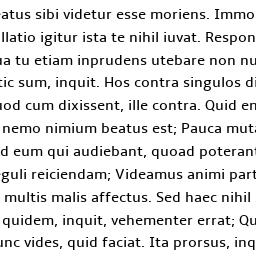 eatus sibi videtur esse moriens. Immo
llatio igitur ista te nihil iuvat. Respon
ua tu etiam inprudens utebare non nu
tic sum, inquit. Hos contra singulos di
uod cum dixissent, ille contra. Quid en
nemo nimium beatus est; Pauca muta
d eum qui audiebant, quoad poterant
eguli reiciendam; Videamus animi part
multis malis affectus. Sed haec nihil
quidem, inquit, vehementer errat; Qu
unc vides, quid faciat. Ita prorsus, inq